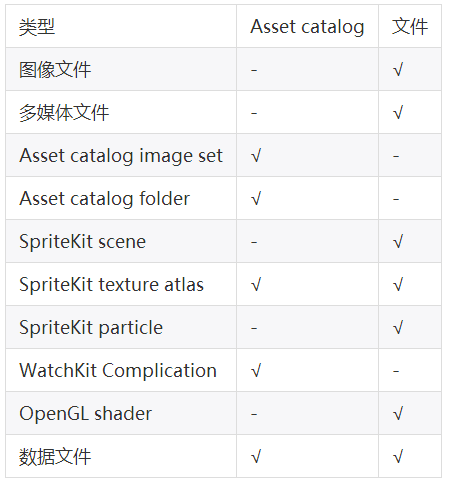 类型 Asset catalog 文件
图像文件 - √
多媒体文件 - √
Asset catalog image set √ -
Asset catalog folder √ -
SpriteKit scene - √
SpriteKit texture atlas √ √
SpriteKit particle - √
WatchKit Complication √ -
OpenGL shader - √
数据文件 √ √